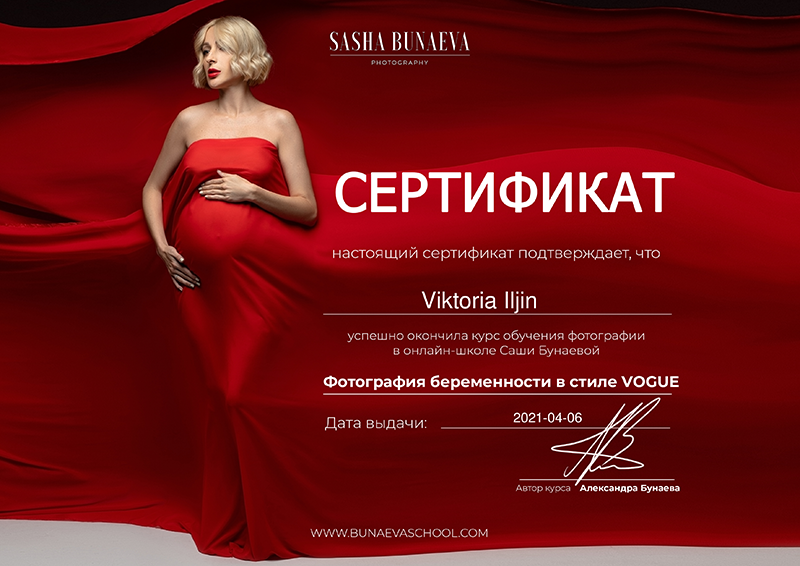 SASHA BUNAEVA
PHOTOGRAPHY
СЕРТИФИКАТ
настоящий сертификат подтверждает, что
Viktoria Iljin
успешно окончила курс обучения фотографии
в онлайн-школе Саши Бунаевой
Фотография беременности в стиле VOGUE
Дата выдачи: 2021-04-06
Автор курса Александра Бунаева
WWW.BUNAEVASCHOOL.COM